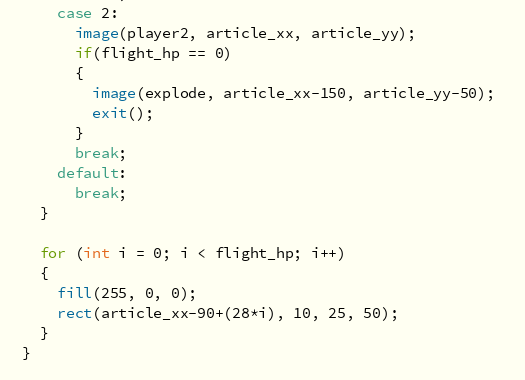 case 2:
image(player2, article_xx, article_yy);
if(flight_hp == 0)
{
image(explode, article_xx-150, article_yy-50);
exit();
}
break;
default:
break;
}
for (int i = 0; i < flight_hp; i++)
{
fill(255, 0, 0);
rect(article_xx-90+(28*i), 10, 25, 50);
}
}